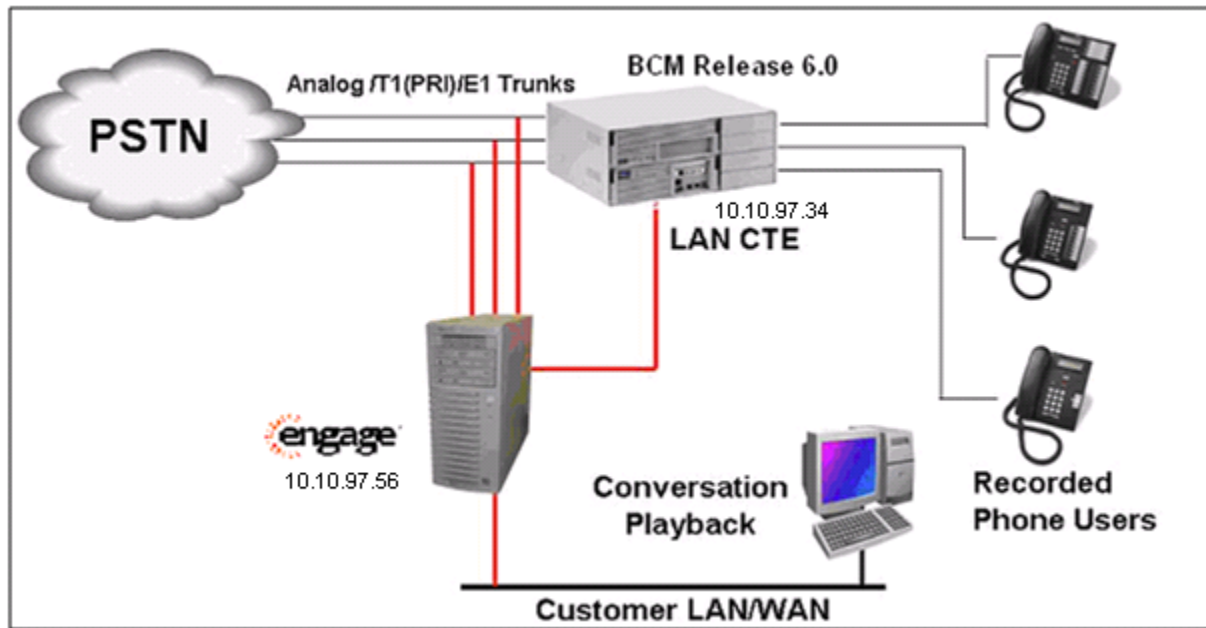 Analog /T1(PRI)/E1 Trunks
BCM Release 6.0
PSTN
10.10.97.34
LAN CTE
engage
10.10.97.56
Conversation
Playback
Recorded
Phone Users
Customer LAN/WAN